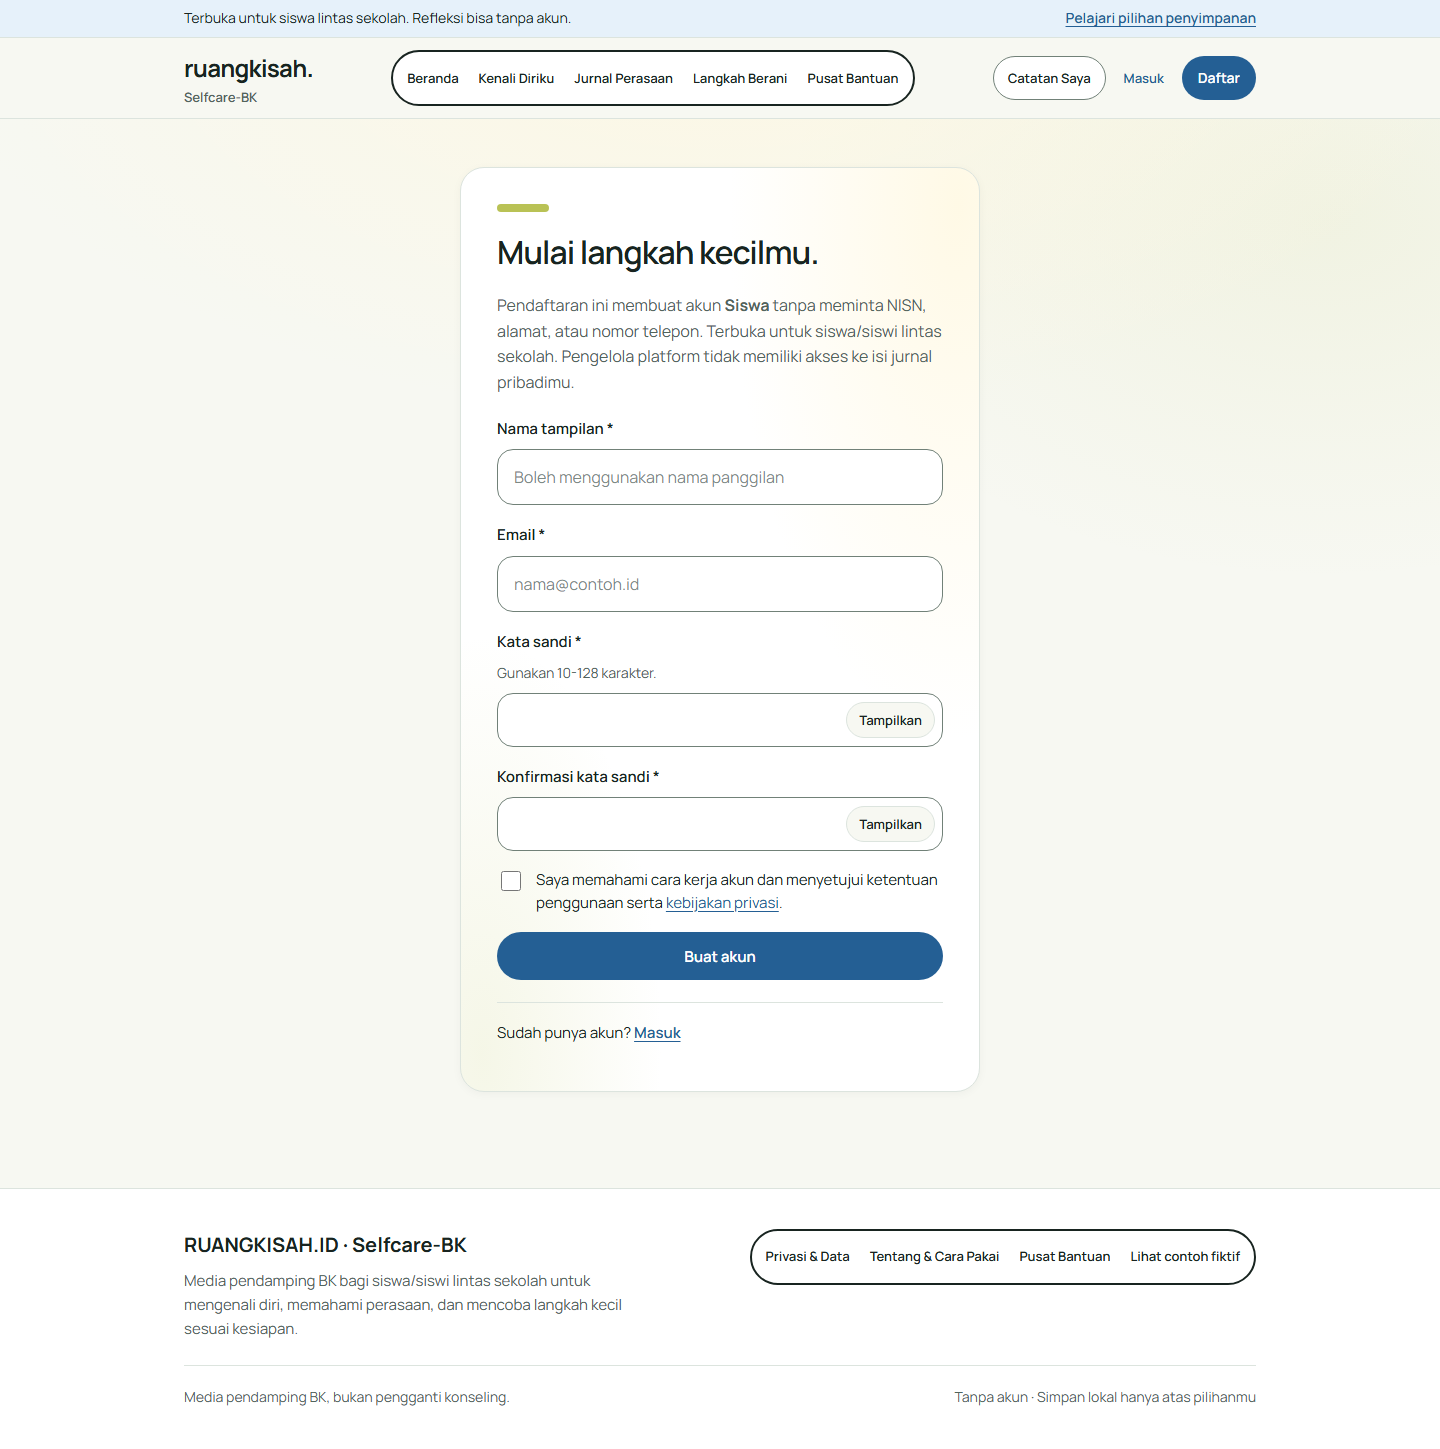 Terbuka untuk siswa lintas sekolah. Refleksi bisa tanpa akun.
Pelajari pilihan penyimpanan
ruangkisah.
Selfcare-BK
Beranda
Kenali Diriku
Jurnal Perasaan
Langkah Berani
Pusat Bantuan
Catatan Saya
Masuk
Daftar
Mulai langkah kecilmu.
Pendaftaran ini membuat akun Siswa tanpa meminta NISN,
alamat, atau nomor telepon. Terbuka untuk siswa/siswi lintas
sekolah. Pengelola platform tidak memiliki akses ke isi jurnal
pribadimu.
Nama tampilan *
Boleh menggunakan nama panggilan
Email *
nama@contoh.id
Kata sandi *
Gunakan 10-128 karakter.
Tampilkan
Konfirmasi kata sandi *
Tampilkan
Saya memahami cara kerja akun dan menyetujui ketentuan
penggunaan serta kebijakan privasi.
Buat akun
Sudah punya akun? Masuk
RUANGKISAH.ID · Selfcare-BK
Media pendamping BK bagi siswa/siswi lintas sekolah untuk
mengenali diri, memahami perasaan, dan mencoba langkah kecil
sesuai kesiapan.
Privasi & Data
Tentang & Cara Pakai
Pusat Bantuan
Lihat contoh fiktif
Media pendamping BK, bukan pengganti konseling.
Tanpa akun · Simpan lokal hanya atas pilihanmu